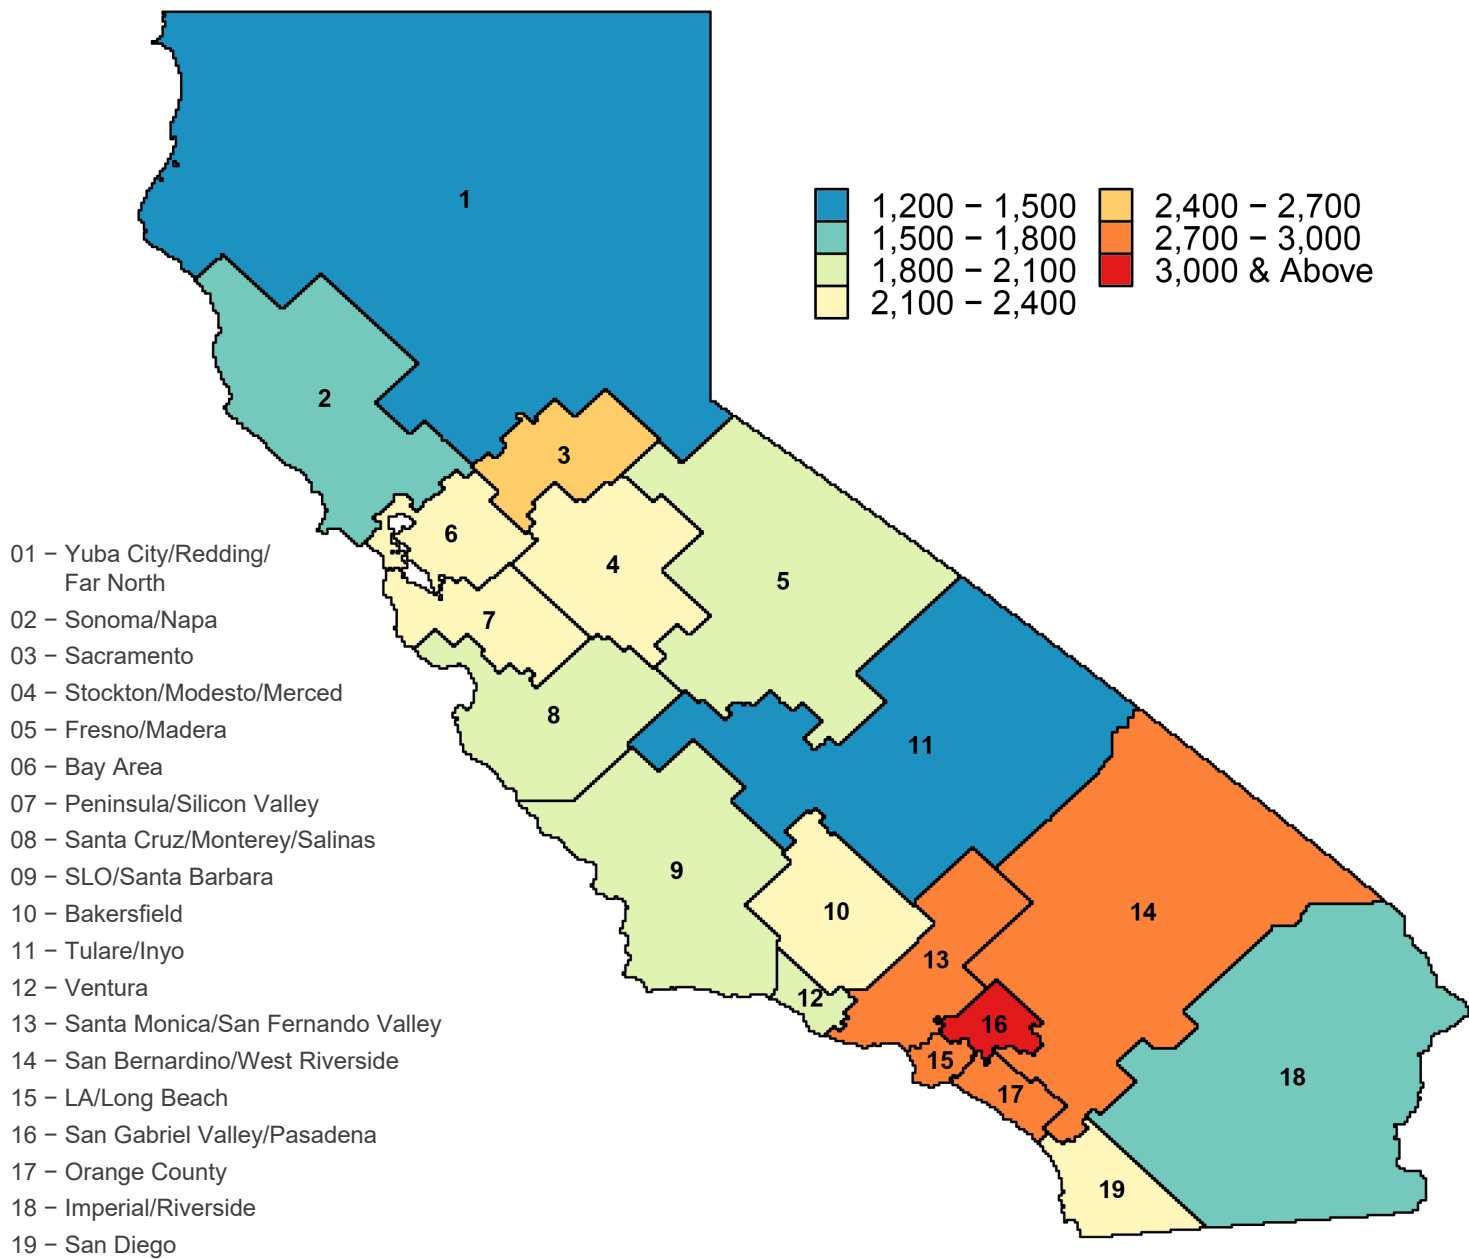 1
1,200 − 1,500
1,500 − 1,800
1,800 − 2,100
2,100 − 2,400
2,400 − 2,700
2,700 − 3,000
3,000 & Above
2
3
6
4
5
7
8
11
9
10
14
13
12
16
15
17
18
19
01 − Yuba City/Redding/
Far North
02 − Sonoma/Napa
03 − Sacramento
04 − Stockton/Modesto/Merced
05 − Fresno/Madera
06 − Bay Area
07 − Peninsula/Silicon Valley
08 − Santa Cruz/Monterey/Salinas
09 − SLO/Santa Barbara
10 − Bakersfield
11 − Tulare/Inyo
12 − Ventura
13 − Santa Monica/San Fernando Valley
14 − San Bernardino/West Riverside
15 − LA/Long Beach
16 − San Gabriel Valley/Pasadena
17 − Orange County
18 − Imperial/Riverside
19 − San Diego